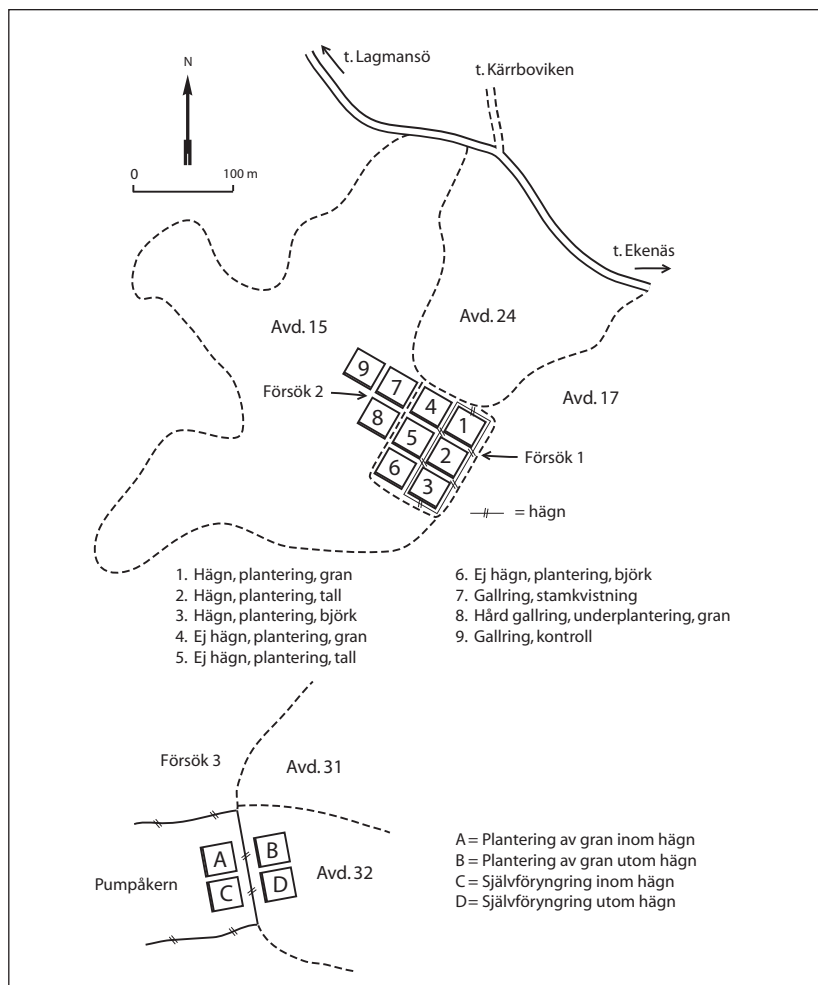 t. Lagmansö
t. Kärrboviken
N
0 100 m
t. Ekenäs
Avd. 24
Avd. 15
Avd. 17
Försök 2
9
7
4
1
8
5
2
Försök 1
6
3
= hägn
1. Hägn, plantering, gran
2. Hägn, plantering, tall
3. Hägn, plantering, björk
4. Ej hägn, plantering, gran
5. Ej hägn, plantering, tall
6. Ej hägn, plantering, björk
7. Gallring, stamkvistning
8. Hård gallring, underplantering, gran
9. Gallring, kontroll
Försök 3
Avd. 31
A B
C D
Pumpåkern
Avd. 32
A = Plantering av gran inom hägn
B = Plantering av gran utom hägn
C = Självföryngring inom hägn
D = Självföryngring utom hägn